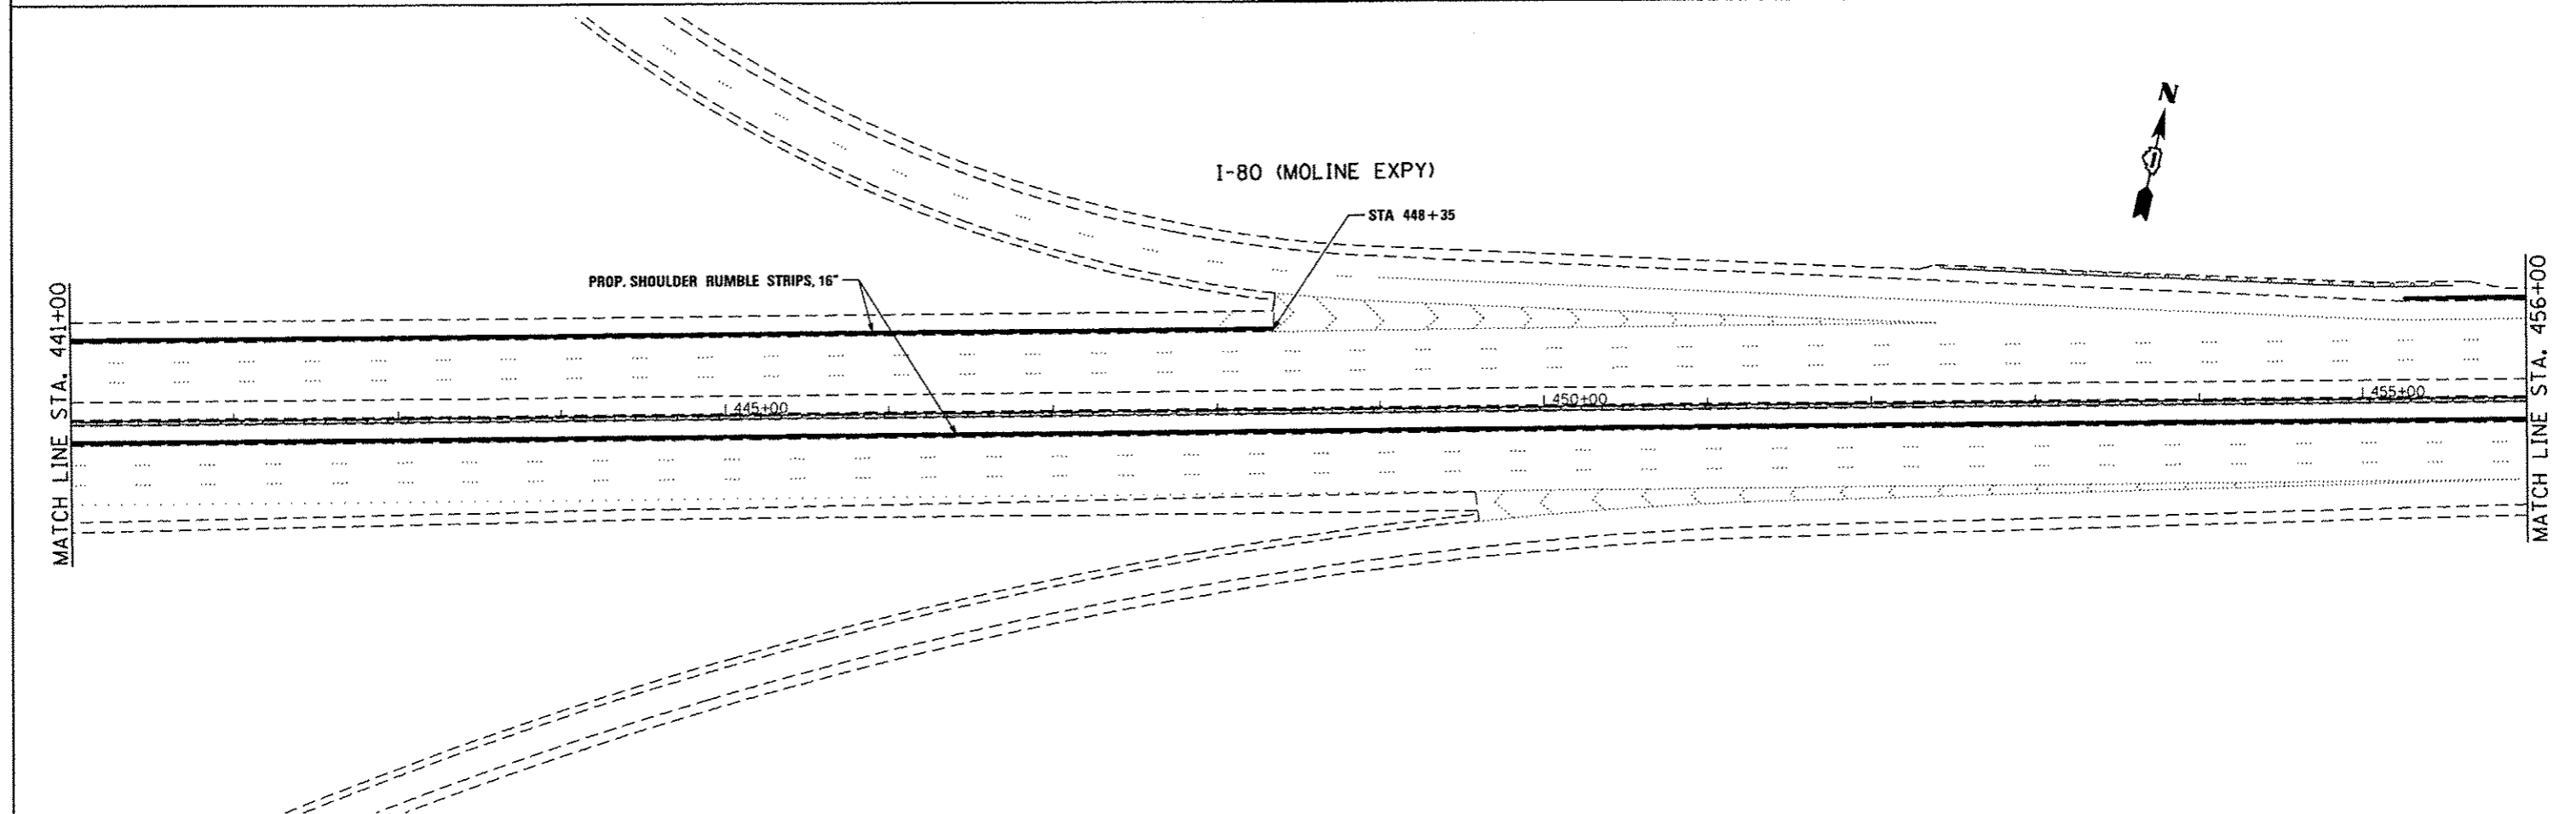 N
I-80 (MOLINE EXPY)
STA 448+35
PROP. SHOULDER RUMBLE STRIPS, 16"
MATCH LINE STA. 441+00
445+00
450+00
455+00
MATCH LINE STA. 456+00